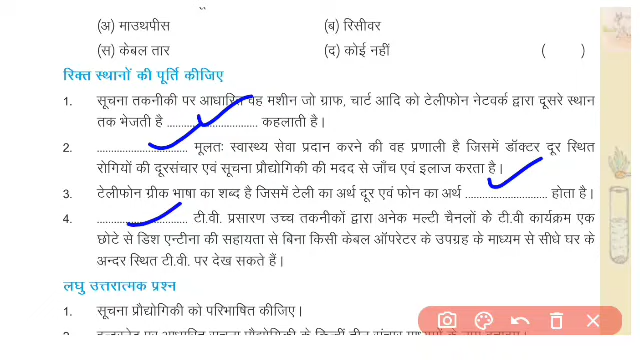 (अ) माउथपीस (ब) रिसीवर
(स) केबल तार (द) कोई नहीं ( )
रिक्त स्थानों की पूर्ति कीजिए
1. सूचना तकनीकी पर आधारित वह मशीन जो ग्राफ, चार्ट आदि को टेलीफोन नेटवर्क द्वारा दूसरे स्थान
तक भेजती है .............................. कहलाती है।
2. .............................. मूलतः स्वास्थ्य सेवा प्रदान करने की वह प्रणाली है जिसमें डॉक्टर दूर स्थित
रोगियों की दूरसंचार एवं सूचना प्रौद्योगिकी की मदद से जाँच एवं इलाज करता है।
3. टेलीफोन ग्रीक भाषा का शब्द है जिसमें टेली का अर्थ दूर एवं फोन का अर्थ ........................... होता है।
4. .............................. टी.वी. प्रसारण उच्च तकनीकों द्वारा अनेक मल्टी चैनलों के टी.वी कार्यक्रम एक
छोटे से डिश एन्टीना की सहायता से बिना किसी केबल ऑपरेटर के उपग्रह के माध्यम से सीधे घर के
अन्दर स्थित टी.वी. पर देख सकते हैं।
लघु उत्तरात्मक प्रश्न
1. सूचना प्रौद्योगिकी को परिभाषित कीजिए।